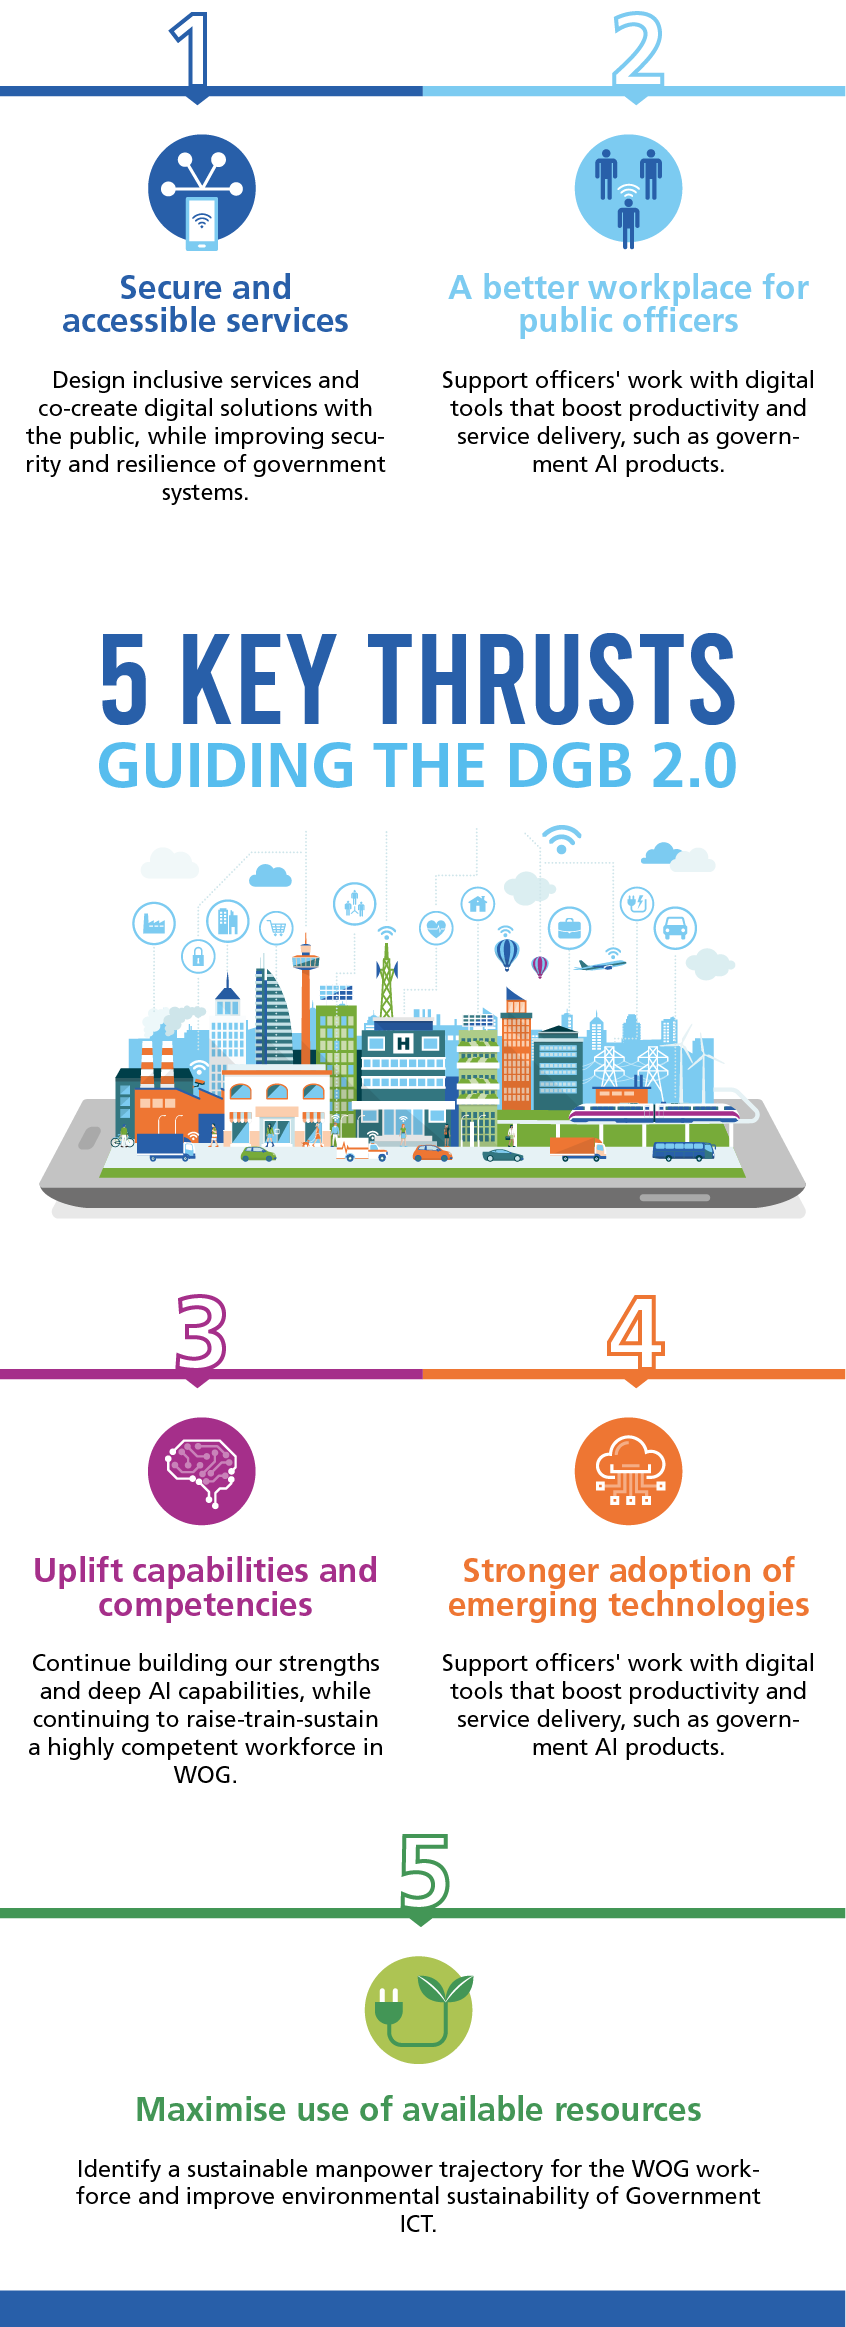 1
Secure and
accessible services
Design inclusive services and
co-create digital solutions with
the public, while improving secu-
rity and resilience of government
systems.
2
A better workplace for
public officers
Support officers' work with digital
tools that boost productivity and
service delivery, such as govern-
ment AI products.
5 KEY THRUSTS
GUIDING THE DGB 2.0
H
3
Uplift capabilities and
competencies
Continue building our strengths
and deep AI capabilities, while
continuing to raise-train-sustain
a highly competent workforce in
WOG.
4
Stronger adoption of
emerging technologies
Support officers' work with digital
tools that boost productivity and
service delivery, such as govern-
ment AI products.
5
Maximise use of available resources
Identify a sustainable manpower trajectory for the WOG work-
force and improve environmental sustainability of Government
ICT.